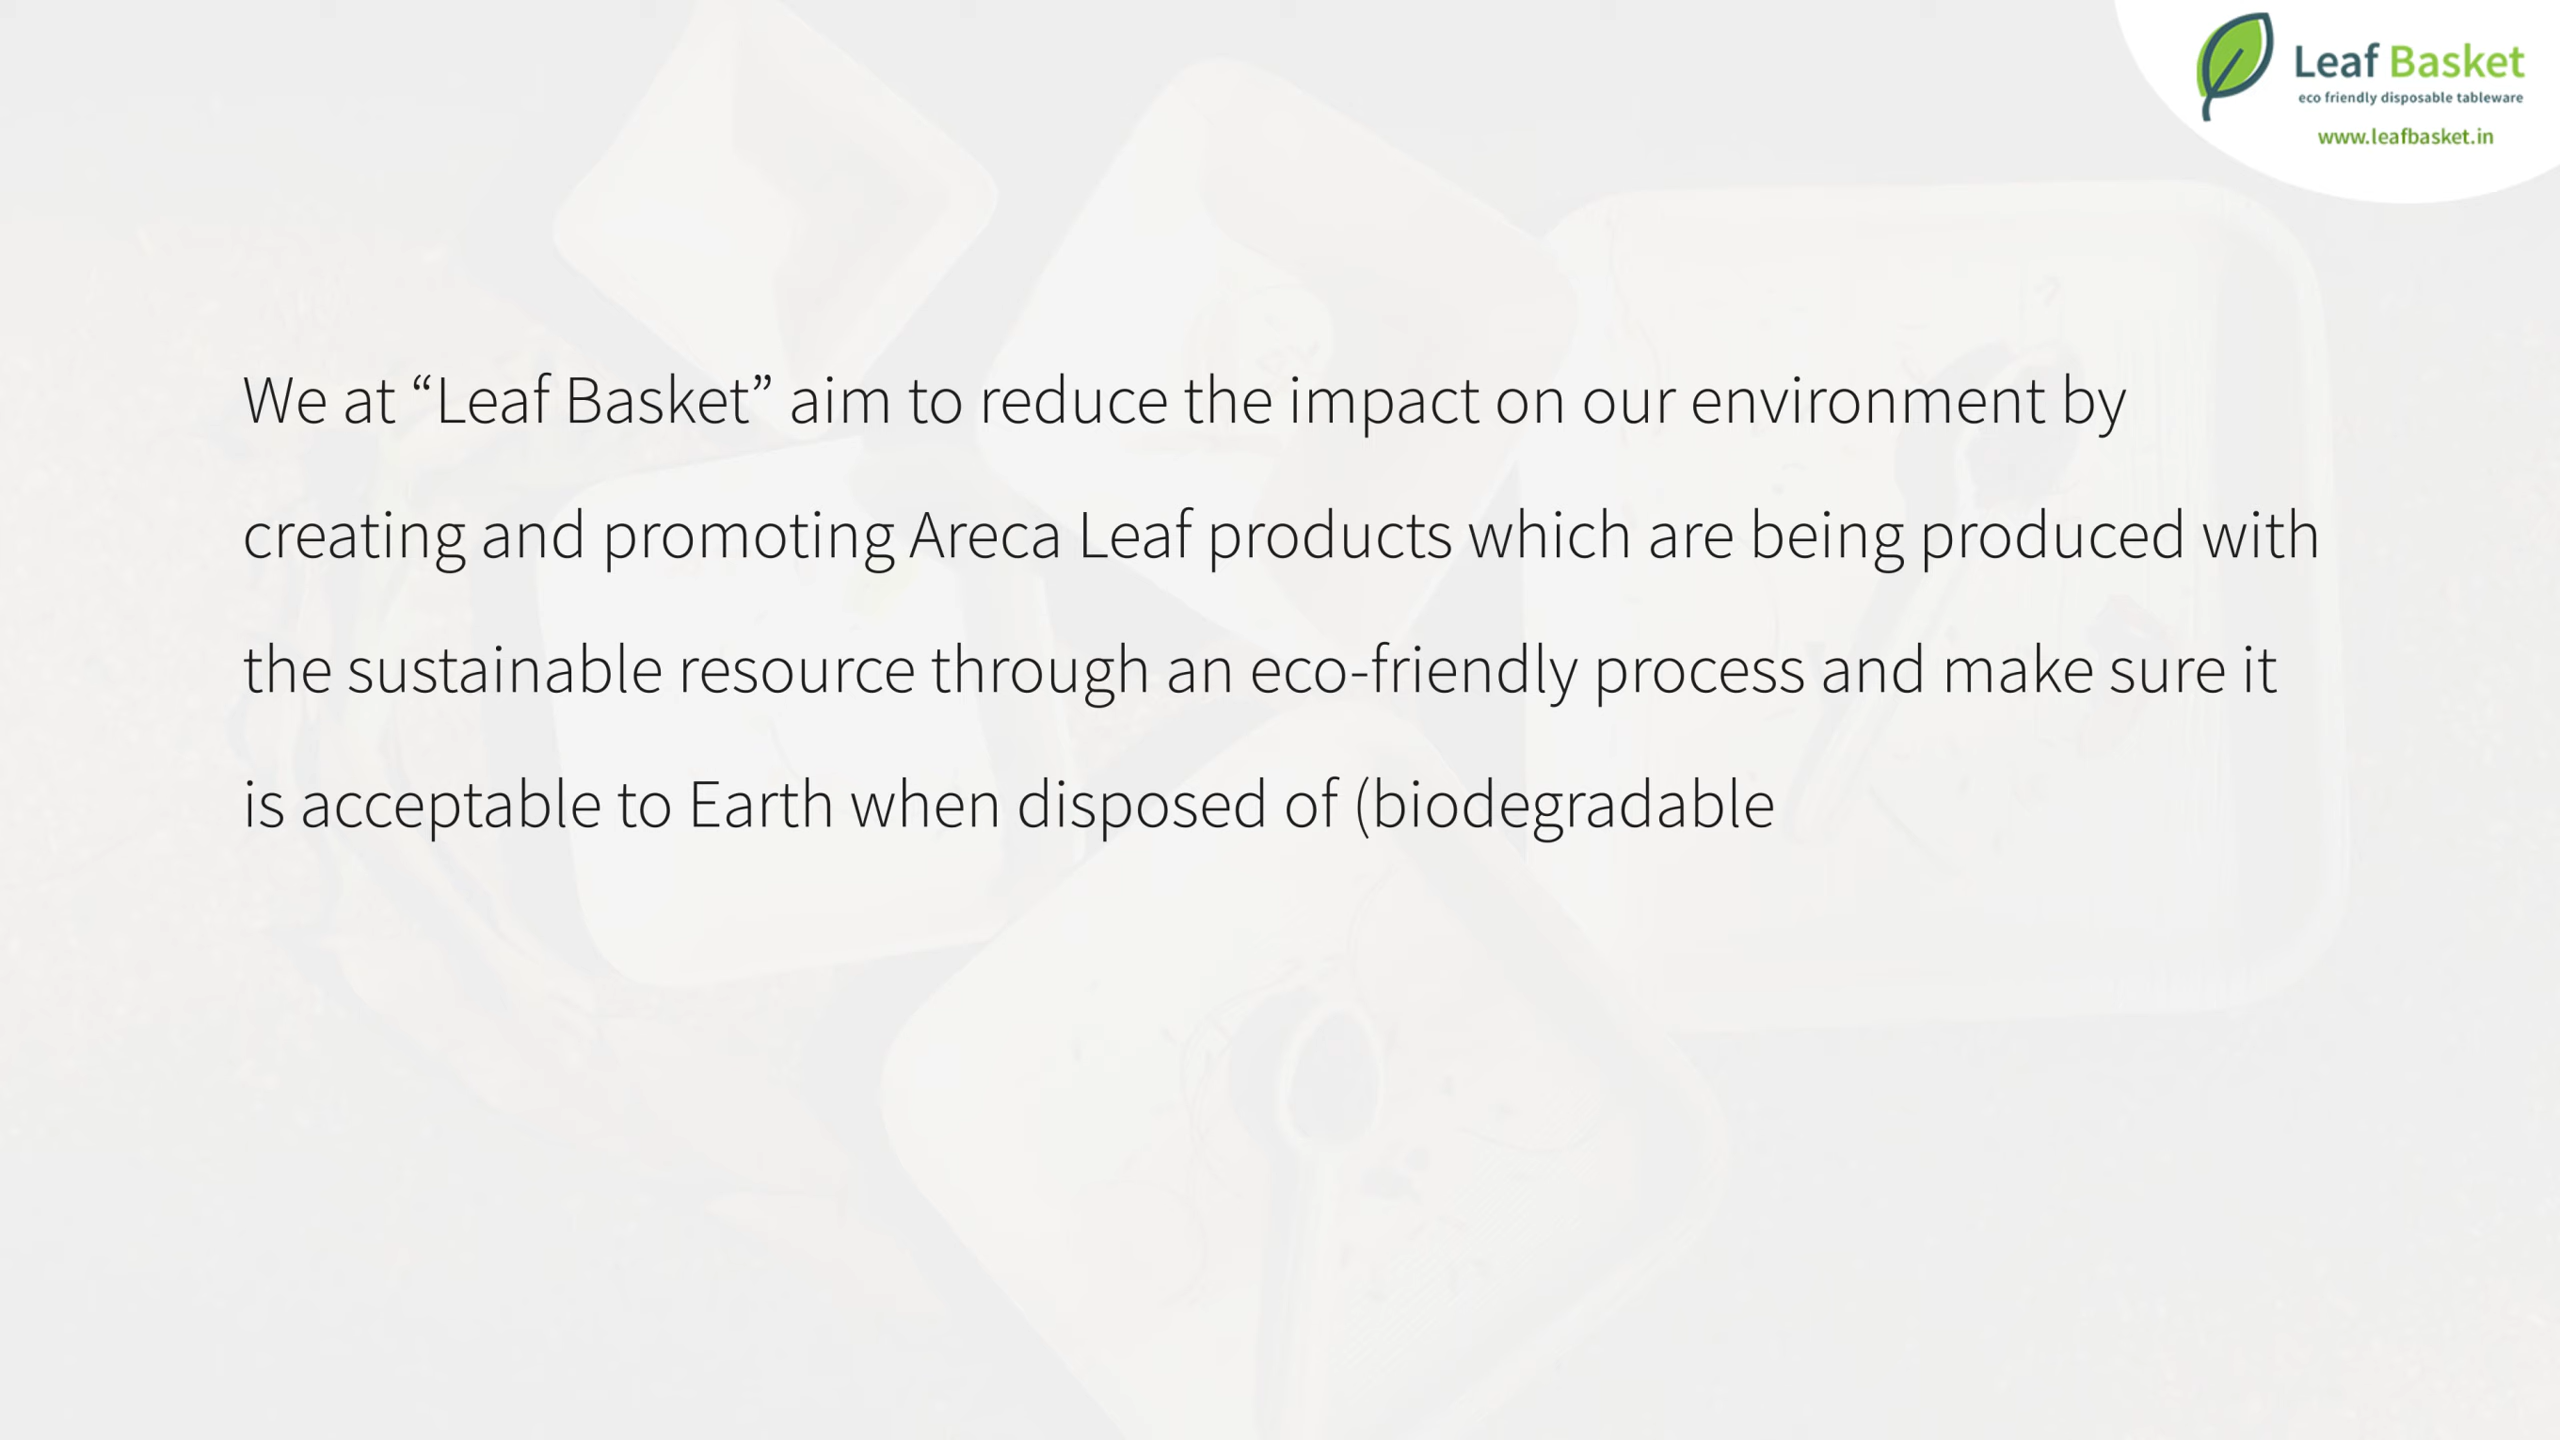 Leaf Basket
eco friendly disposable tableware
www.leafbasket.in
We at “Leaf Basket” aim to reduce the impact on our environment by
creating and promoting Areca Leaf products which are being produced with
the sustainable resource through an eco-friendly process and make sure it
is acceptable to Earth when disposed of (biodegradable